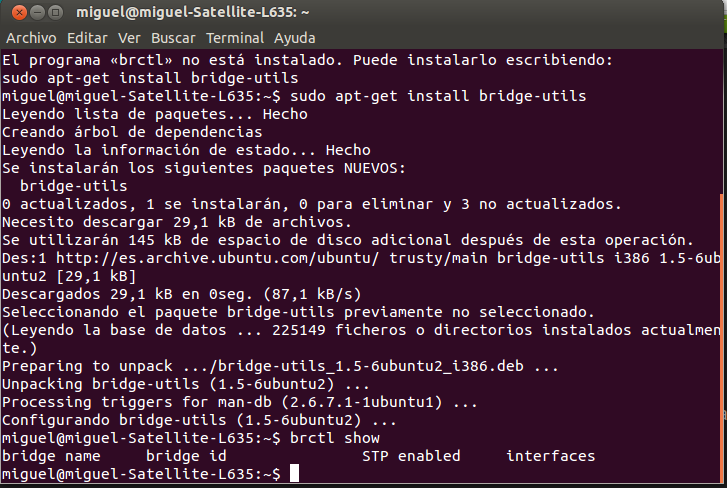 miguel@miguel-Satellite-L635: ~
Archivo Editar Ver Buscar Terminal Ayuda
El programa «brctl» no está instalado. Puede instalarlo escribiendo:
sudo apt-get install bridge-utils
miguel@miguel-Satellite-L635:~$ sudo apt-get install bridge-utils
Leyendo lista de paquetes... Hecho
Creando árbol de dependencias
Leyendo la información de estado... Hecho
Se instalarán los siguientes paquetes NUEVOS:
  bridge-utils
0 actualizados, 1 se instalarán, 0 para eliminar y 3 no actualizados.
Necesito descargar 29,1 kB de archivos.
Se utilizarán 145 kB de espacio de disco adicional después de esta operación.
Des:1 http://es.archive.ubuntu.com/ubuntu/ trusty/main bridge-utils i386 1.5-6ub
untu2 [29,1 kB]
Descargados 29,1 kB en 0seg. (87,1 kB/s)
Seleccionando el paquete bridge-utils previamente no seleccionado.
(Leyendo la base de datos ... 225149 ficheros o directorios instalados actualmen
te.)
Preparing to unpack .../bridge-utils_1.5-6ubuntu2_i386.deb ...
Unpacking bridge-utils (1.5-6ubuntu2) ...
Processing triggers for man-db (2.6.7.1-1ubuntu1) ...
Configurando bridge-utils (1.5-6ubuntu2) ...
miguel@miguel-Satellite-L635:~$ brctl show
bridge name     bridge id               STP enabled     interfaces
miguel@miguel-Satellite-L635:~$